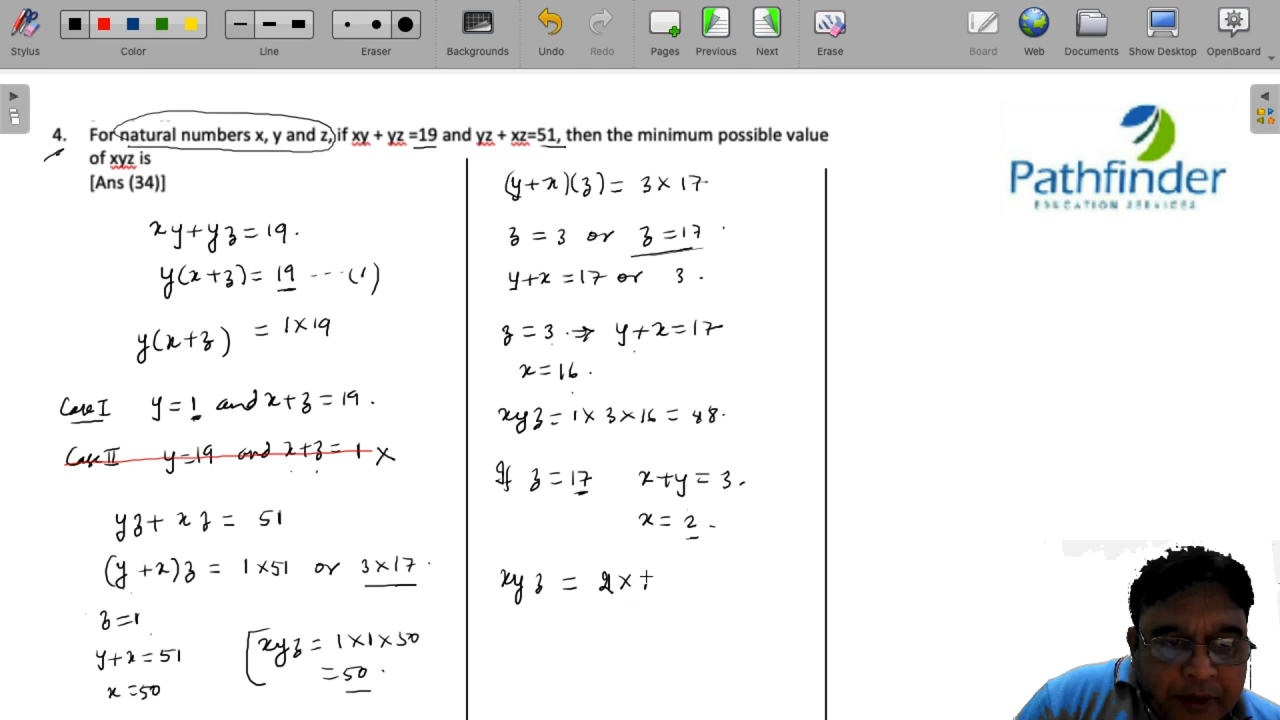 Stylus
Color
Line
Eraser
Backgrounds
Undo
Redo
Pages
Previous
Next
Erase
Board
Web
Documents
Show Desktop
OpenBoard
4. For natural numbers x, y and z, if xy + yz =19 and yz + xz=51, then the minimum possible value
of xyz is
[Ans (34)]
xy+yz=19.
y(x+z)= 19 ---(1)
y(x+z) = 1×19
Case I y=1 and x+z=19.
Case II y=19 and x+z=1 ×
yz+xz= 51
(y+x)z = 1×51 or 3×17.
z=1
y+x=51
x=50
xyz = 1×1×50
=50.
(y+x)(z)= 3×17
z=3 or z=17
y+x=17 or 3.
z=3 ⇒ y+x=17
x=16.
xyz=1×3×16=48.
If z=17 x+y=3.
x=2.
xyz = 2×
Pathfinder
EDUCATION SERVICES